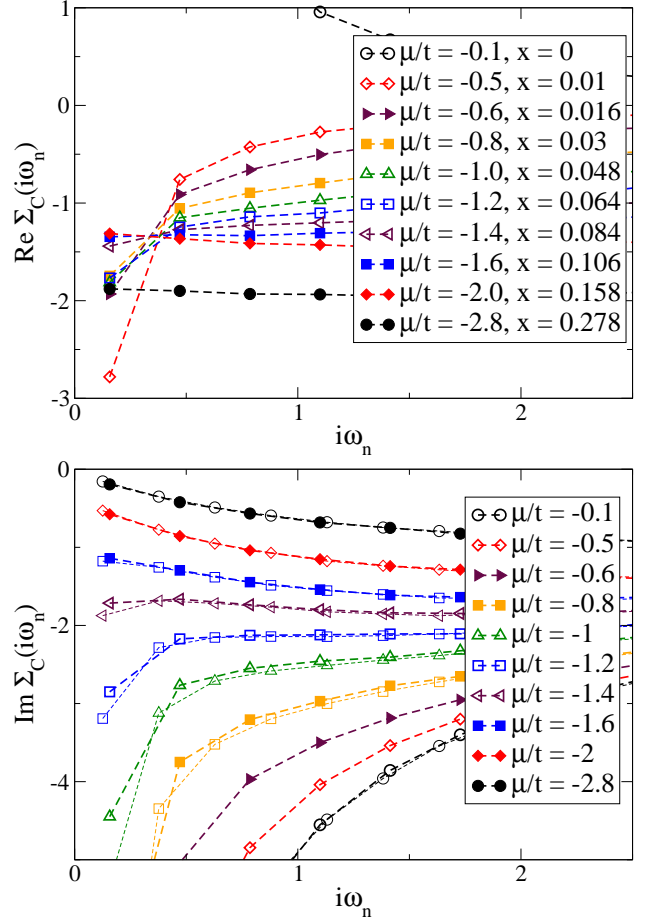 1
0
-1
-2
-3
Re Σ_C(iω_n)
μ/t = -0.1, x = 0
μ/t = -0.5, x = 0.01
μ/t = -0.6, x = 0.016
μ/t = -0.8, x = 0.03
μ/t = -1.0, x = 0.048
μ/t = -1.2, x = 0.064
μ/t = -1.4, x = 0.084
μ/t = -1.6, x = 0.106
μ/t = -2.0, x = 0.158
μ/t = -2.8, x = 0.278
0 1 2
iω_n
0
-2
-4
Im Σ_C(iω_n)
μ/t = -0.1
μ/t = -0.5
μ/t = -0.6
μ/t = -0.8
μ/t = -1
μ/t = -1.2
μ/t = -1.4
μ/t = -1.6
μ/t = -2
μ/t = -2.8
0 1 2
iω_n